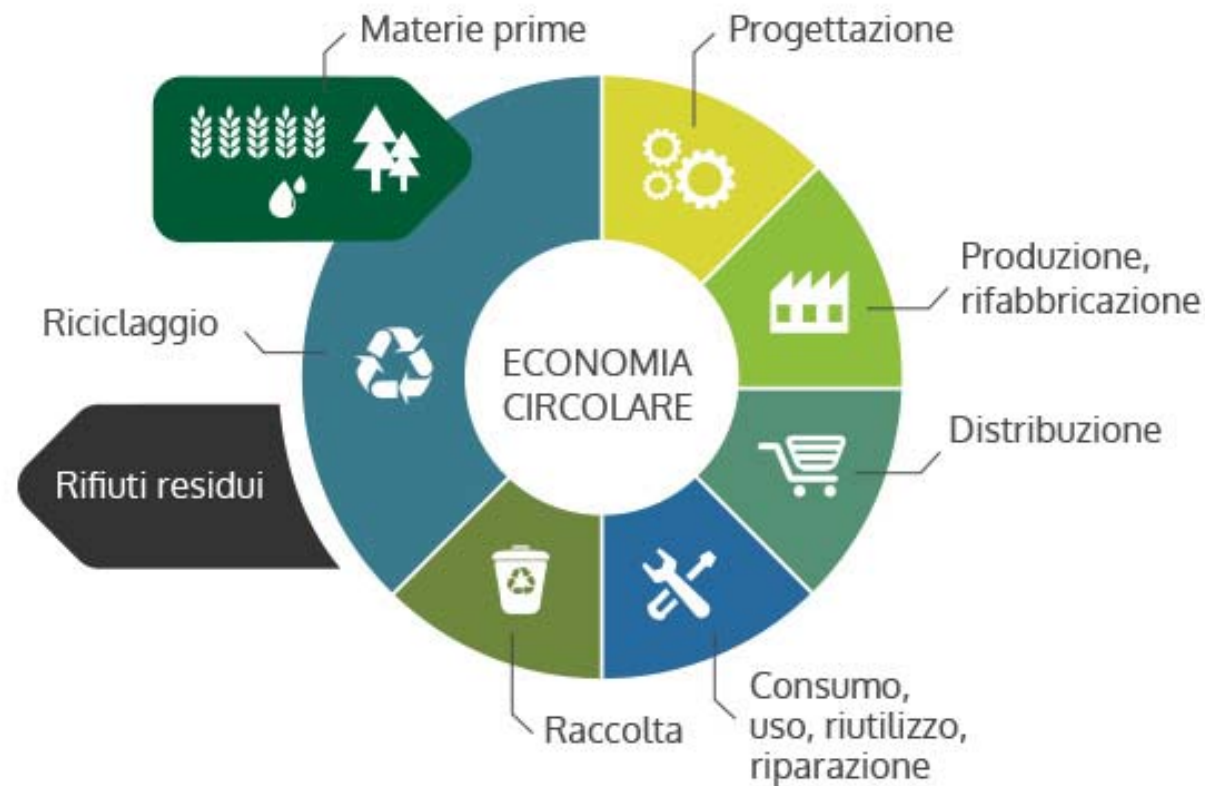 Materie prime
Progettazione
Produzione,
rifabbricazione
Riciclaggio
ECONOMIA
CIRCOLARE
Distribuzione
Rifiuti residui
Consumo,
uso, riutilizzo,
riparazione
Raccolta